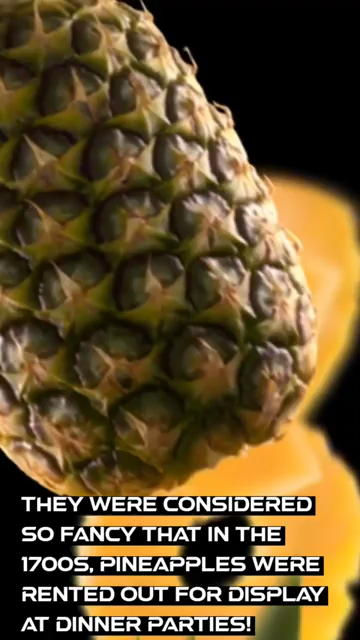 THEY WERE CONSIDERED
SO FANCY THAT IN THE
1700S, PINEAPPLES WERE
RENTED OUT FOR DISPLAY
AT DINNER PARTIES!